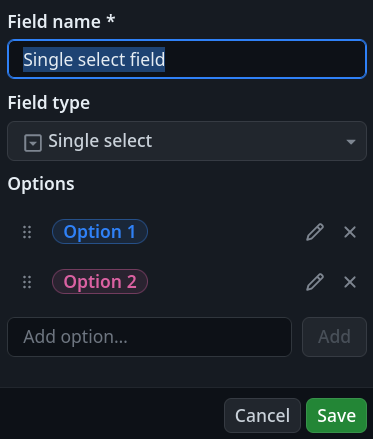 Field name *
Single select field
Field type
Single select
Options
Option 1
Option 2
Add option...
Add
Cancel
Save